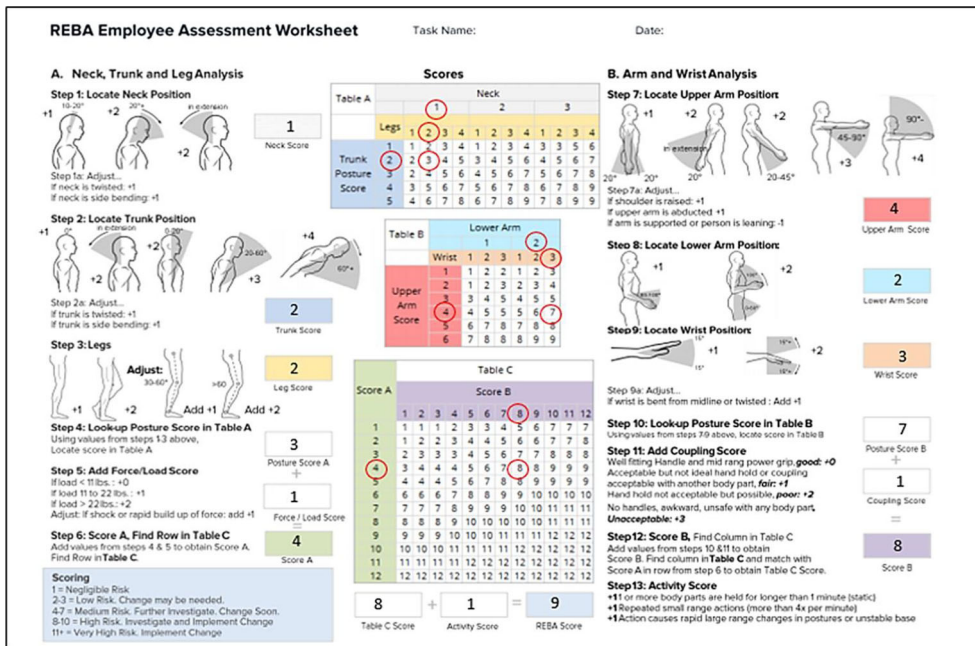 REBA Employee Assessment Worksheet Task Name: Date:
A. Neck, Trunk and Leg Analysis
Step 1: Locate Neck Position
+1 10-20° +2 20°+ in extension +2
1
Neck Score
Step 1a: Adjust...
If neck is twisted: +1
If neck is side bending: +1
Step 2: Locate Trunk Position
+1 0° in extension +2 0-20° +2 20-60° +3 +4 60°+
Step 2a: Adjust...
If trunk is twisted: +1
If trunk is side bending: +1
2
Trunk Score
Step 3: Legs
Adjust:
30-60° >60
+1 +2 Add +1 Add +2
2
Leg Score
Step 4: Look-up Posture Score in Table A
Using values from steps 1-3 above,
Locate score in Table A
3
Posture Score A
+
Step 5: Add Force/Load Score
If load < 11 lbs. : +0
If load 11 to 22 lbs. : +1
If load > 22 lbs.: +2
Adjust: If shock or rapid build up of force: add +1
1
Force / Load Score
=
Step 6: Score A, Find Row in Table C
Add values from steps 4 & 5 to obtain Score A.
Find Row in Table C.
4
Score A
Scoring
1 = Negligible Risk
2-3 = Low Risk. Change may be needed.
4-7 = Medium Risk. Further Investigate. Change Soon.
8-10 = High Risk. Investigate and Implement Change
11+ = Very High Risk. Implement Change
Scores
Table A Neck
1 2 3
Legs 1 2 3 4 1 2 3 4 1 2 3 4
Trunk Posture Score
1 1 2 3 4 1 2 3 4 3 3 5 6
2 2 3 4 5 3 4 5 6 4 5 6 7
3 2 4 5 6 4 5 6 7 5 6 7 8
4 3 5 6 7 5 6 7 8 6 7 8 9
5 4 6 7 8 6 7 8 9 7 8 9 9
Table B Lower Arm
1 2
Wrist 1 2 3 1 2 3
Upper Arm Score
1 1 2 2 1 2 3
2 1 2 3 2 3 4
3 3 4 5 4 5 5
4 4 5 5 5 6 7
5 6 7 8 7 8 8
6 7 8 8 8 9 9
Score A Table C
Score B
1 2 3 4 5 6 7 8 9 10 11 12
1 1 1 1 2 3 3 4 5 6 7 7 7
2 1 2 2 3 4 4 5 6 6 7 7 8
3 2 3 3 3 4 5 6 7 7 8 8 8
4 3 4 4 4 5 6 7 8 8 9 9 9
5 4 4 4 5 6 7 8 8 9 9 9 9
6 6 6 6 7 8 8 9 9 10 10 10 10
7 7 7 7 8 9 9 9 10 10 11 11 11
8 8 8 8 9 10 10 10 10 10 11 11 11
9 9 9 9 10 10 10 11 11 11 12 12 12
10 10 10 10 11 11 11 11 12 12 12 12 12
11 11 11 11 11 12 12 12 12 12 12 12 12
12 12 12 12 12 12 12 12 12 12 12 12 12
8 + 1 = 9
Table C Score Activity Score REBA Score
B. Arm and Wrist Analysis
Step 7: Locate Upper Arm Position:
+1 20° 20° in extension +2 20° +2 20-45° 45-90° +3 90°- +4
Step 7a: Adjust...
If shoulder is raised: +1
If upper arm is abducted: +1
If arm is supported or person is leaning: -1
4
Upper Arm Score
Step 8: Locate Lower Arm Position:
+1 +2
2
Lower Arm Score
Step9: Locate Wrist Position:
15° 15° +1 15°+ 15°+ +2
Step 9a: Adjust...
If wrist is bent from midline or twisted : Add +1
3
Wrist Score
Step 10: Look-up Posture Score in Table B
Using values from steps 7-9 above, locate score in Table B
7
Posture Score B
+
Step 11: Add Coupling Score
Well fitting Handle and mid rang power grip, good: +0
Acceptable but not ideal hand hold or coupling
acceptable with another body part, fair: +1
Hand hold not acceptable but possible, poor: +2
No handles, awkward, unsafe with any body part,
Unacceptable: +3
1
Coupling Score
=
Step12: Score B, Find Column in Table C
Add values from steps 10 &11 to obtain
Score B. Find column in Table C and match with
Score A in row from step 6 to obtain Table C Score.
8
Score B
Step13: Activity Score
+1 1 or more body parts are held for longer than 1 minute (static)
+1 Repeated small range actions (more than 4x per minute)
+1 Action causes rapid large range changes in postures or unstable base